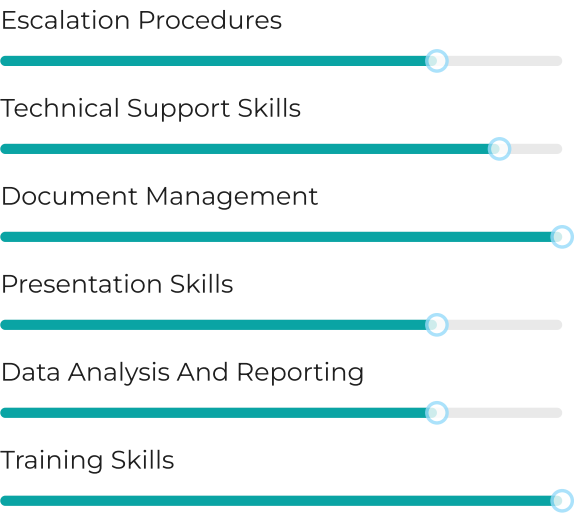 Escalation Procedures
Technical Support Skills
Document Management
Presentation Skills
Data Analysis And Reporting
Training Skills